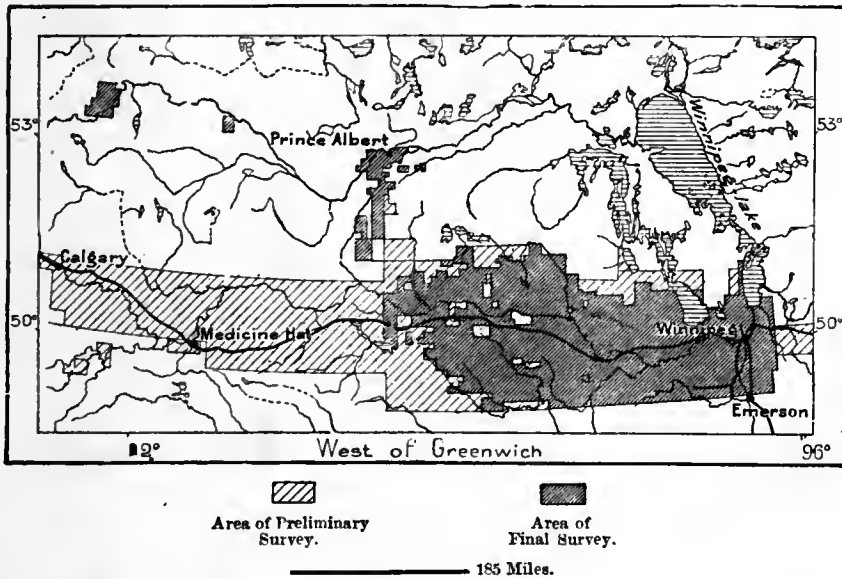 53°
53°
Winnipeg lake
Prince Albert
Calgary
50°
Medicine Hat
Winnipeg
50°
Emerson
West of Greenwich
96°
Area of Preliminary
Survey.
Area of
Final Survey.
185 Miles.